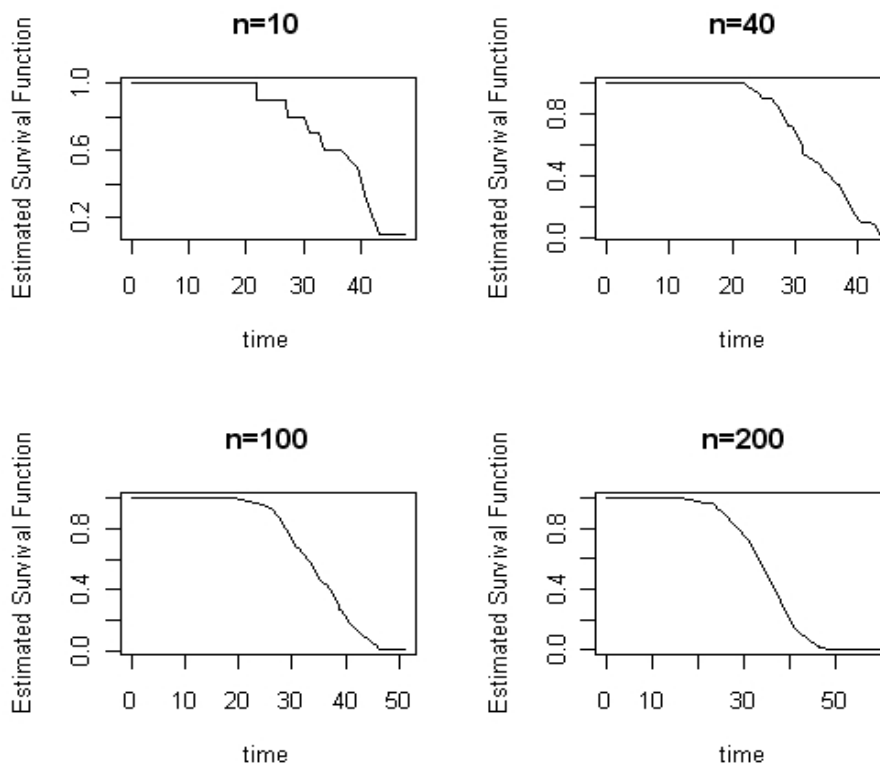 n=10
Estimated Survival Function
1.0
0.6
0.2
0 10 20 30 40
time
n=40
Estimated Survival Function
0.8
0.4
0.0
0 10 20 30 40
time
n=100
Estimated Survival Function
0.8
0.4
0.0
0 10 20 30 40 50
time
n=200
Estimated Survival Function
0.8
0.4
0.0
0 10 30 50
time